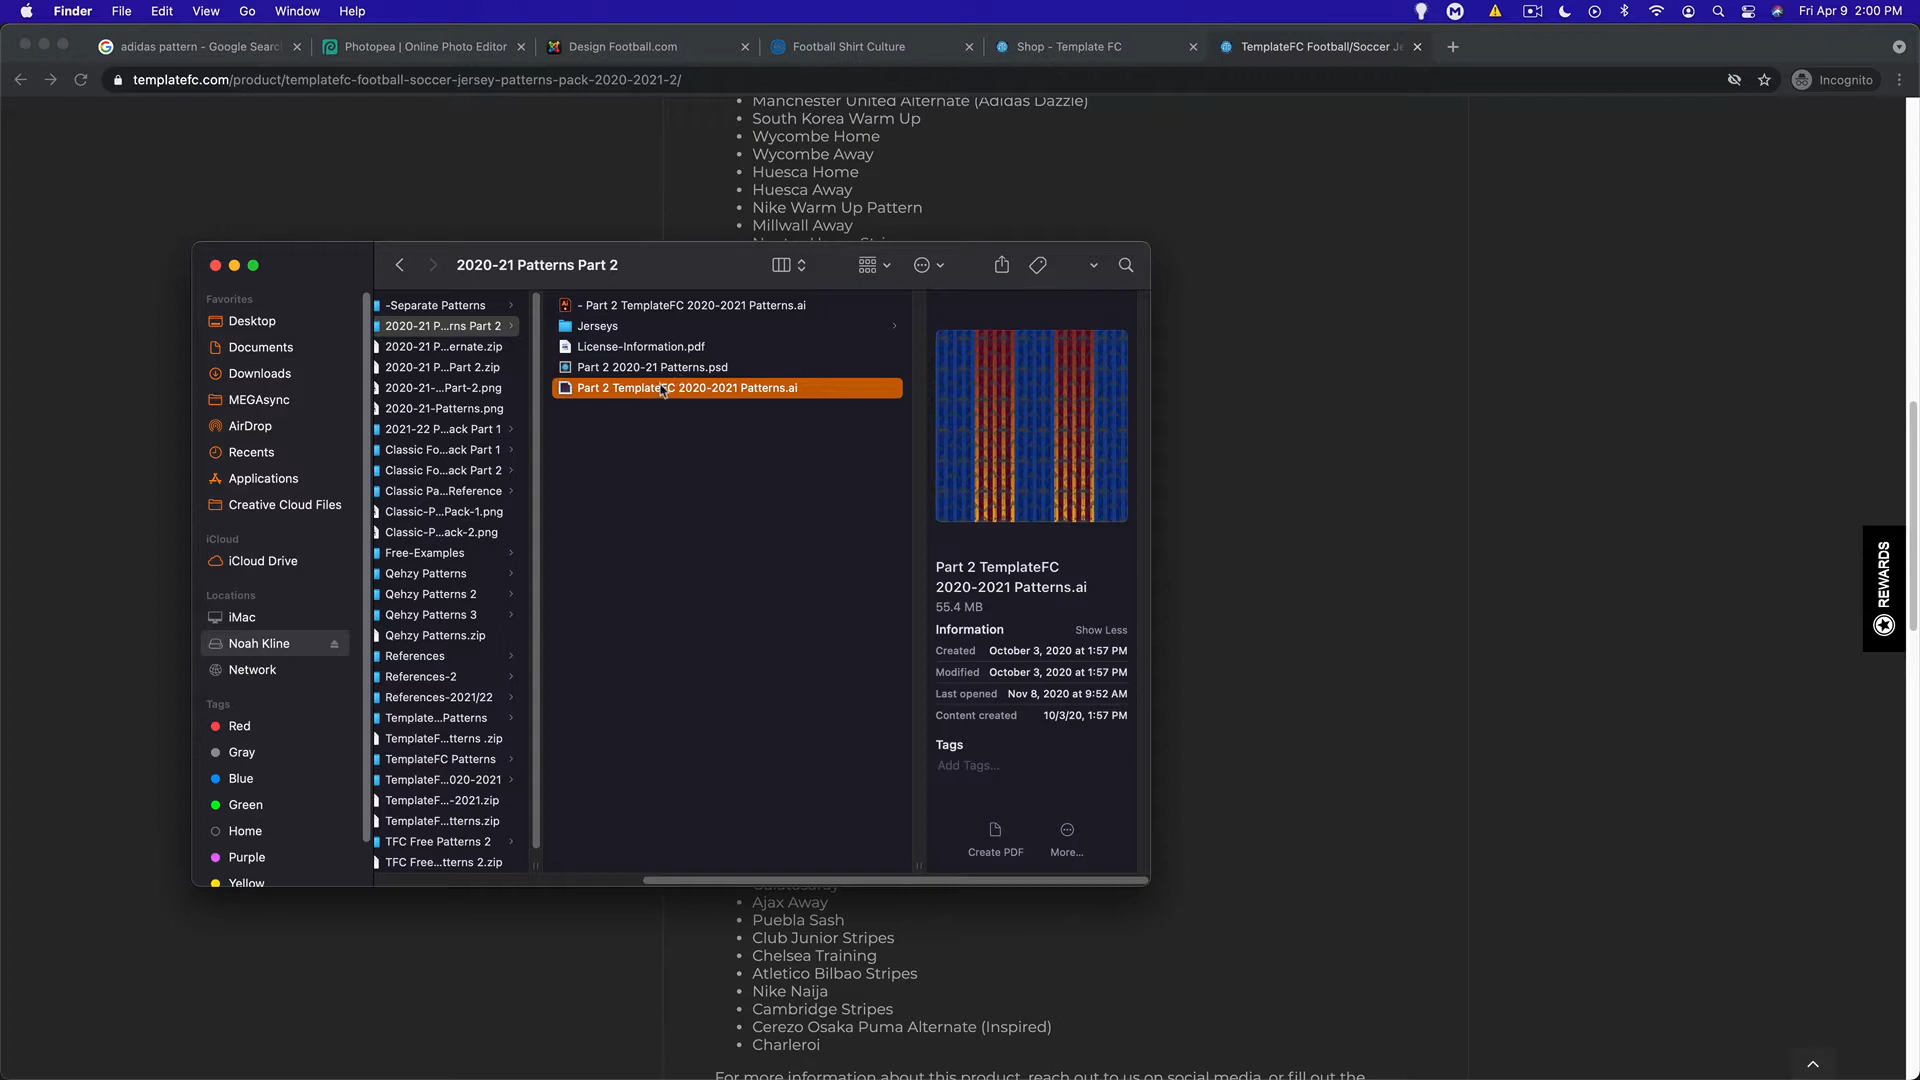 Finder File Edit View Go Window Help Fri Apr 9 2:00 PM
adidas pattern - Google Searc
Photopea | Online Photo Editor
Design Football.com
Football Shirt Culture
Shop - Template FC
TemplateFC Football/Soccer Je
templatefc.com/product/templatefc-football-soccer-jersey-patterns-pack-2020-2021-2/
Incognito
Manchester United Alternate (Adidas Dazzle)
South Korea Warm Up
Wycombe Home
Wycombe Away
Huesca Home
Huesca Away
Nike Warm Up Pattern
Millwall Away
2020-21 Patterns Part 2
Favorites
Desktop
Documents
Downloads
MEGAsync
AirDrop
Recents
Applications
Creative Cloud Files
iCloud
iCloud Drive
Locations
iMac
Noah Kline
Network
Tags
Red
Gray
Blue
Green
Home
Purple
Yellow
-Separate Patterns
2020-21 P...rns Part 2
2020-21 P...ernate.zip
2020-21 P...Part 2.zip
2020-21-...Part-2.png
2020-21-Patterns.png
2021-22 P...ack Part 1
Classic Fo...ack Part 1
Classic Fo...ack Part 2
Classic Pa...Reference
Classic-P...Pack-1.png
Classic-P...ack-2.png
Free-Examples
Qehzy Patterns
Qehzy Patterns 2
Qehzy Patterns 3
Qehzy Patterns.zip
References
References-2
References-2021/22
Template...Patterns
TemplateF...tterns .zip
TemplateFC Patterns
TemplateF...020-2021
TemplateF...-2021.zip
TemplateF...tterns.zip
TFC Free Patterns 2
TFC Free...tterns 2.zip
- Part 2 TemplateFC 2020-2021 Patterns.ai
Jerseys
License-Information.pdf
Part 2 2020-21 Patterns.psd
Part 2 TemplateFC 2020-2021 Patterns.ai
Part 2 TemplateFC
2020-2021 Patterns.ai
55.4 MB
Information Show Less
Created October 3, 2020 at 1:57 PM
Modified October 3, 2020 at 1:57 PM
Last opened Nov 8, 2020 at 9:52 AM
Content created 10/3/20, 1:57 PM
Tags
Add Tags...
Create PDF More...
REWARDS
Ajax Away
Puebla Sash
Club Junior Stripes
Chelsea Training
Atletico Bilbao Stripes
Nike Naija
Cambridge Stripes
Cerezo Osaka Puma Alternate (Inspired)
Charleroi
For more information about this product, reach out to us on social media, or fill out the